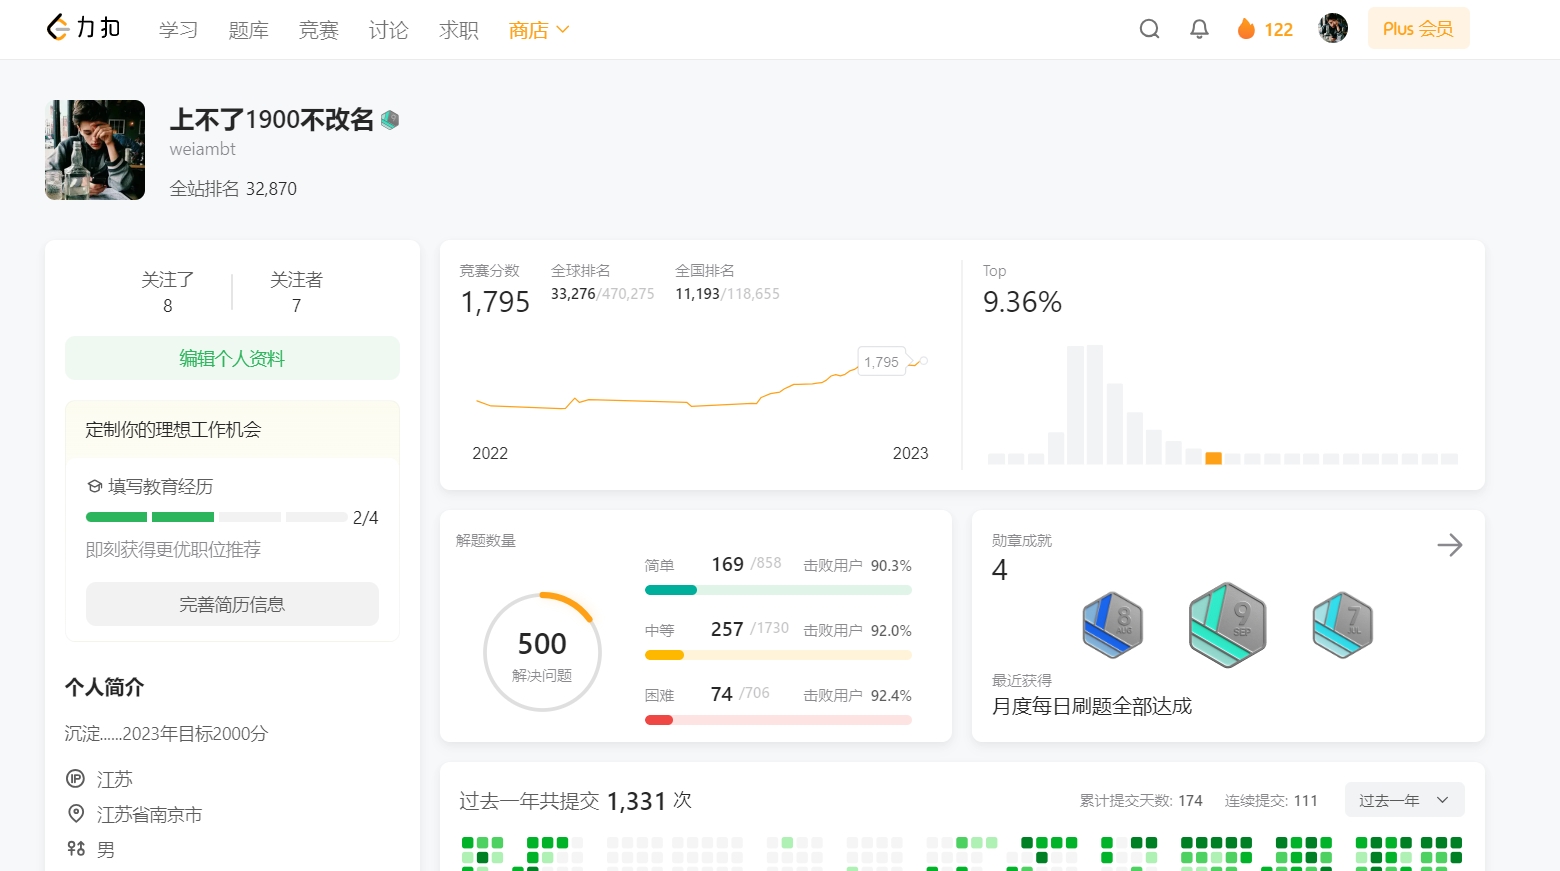 力扣 学习 题库 竞赛 讨论 求职 商店 122 Plus 会员
上不了1900不改名
weiambt
全站排名 32,870
关注了 关注者
8 7
编辑个人资料
定制你的理想工作机会
填写教育经历
2/4
即刻获得更优职位推荐
完善简历信息
个人简介
沉淀......2023年目标2000分
江苏
江苏省南京市
男
竞赛分数 全球排名 全国排名
1,795 33,276/470,275 11,193/118,655
1,795
2022 2023
Top
9.36%
解题数量
500
解决问题
简单 169 /858 击败用户 90.3%
中等 257 /1730 击败用户 92.0%
困难 74 /706 击败用户 92.4%
勋章成就
4
8 AUG 9 SEP 7 JUL
最近获得
月度每日刷题全部达成
过去一年共提交 1,331 次 累计提交天数: 174 连续提交: 111 过去一年